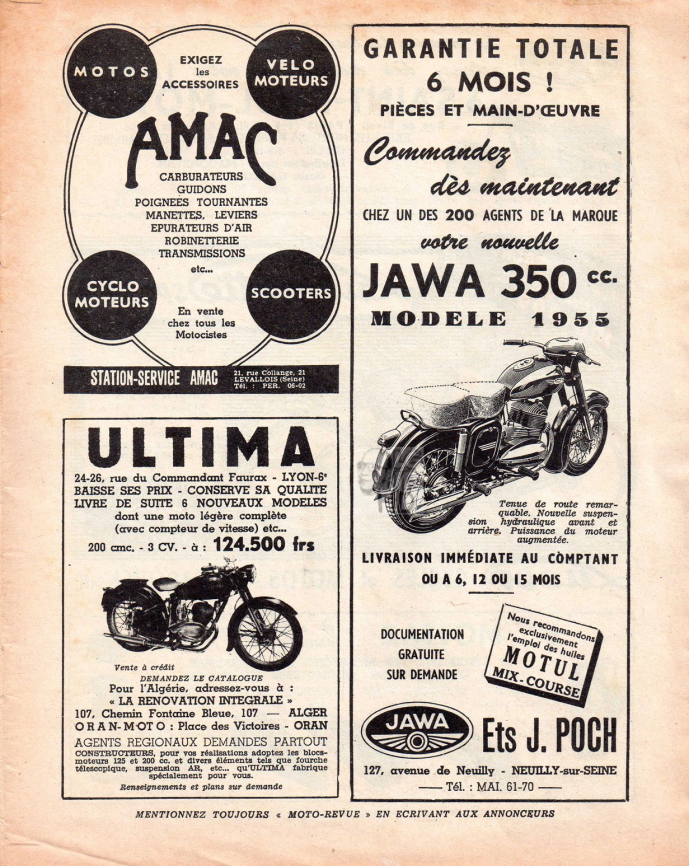 MOTOS
EXIGEZ
les
ACCESSOIRES
VELO
MOTEURS
AMAC
CARBURATEURS
GUIDONS
POIGNEES TOURNANTES
MANETTES, LEVIERS
EPURATEURS D'AIR
ROBINETTERIE
TRANSMISSIONS
etc...
CYCLO
MOTEURS
SCOOTERS
En vente
chez tous les
Motocistes
STATION-SERVICE AMAC
21, rue Collange, 21
LEVALLOIS (Seine)
Tél. : PER. 06-02
ULTIMA
24-26, rue du Commandant Faurax - LYON-6e
BAISSE SES PRIX - CONSERVE SA QUALITE
LIVRE DE SUITE 6 NOUVEAUX MODELES
dont une moto légère complète
(avec compteur de vitesse) etc...
200 cmc. - 3 CV. - à : 124.500 frs
Vente à crédit
DEMANDEZ LE CATALOGUE
Pour l'Algérie, adressez-vous à :
« LA RENOVATION INTEGRALE »
107, Chemin Fontaine Bleue, 107 — ALGER
ORAN-MOTO : Place des Victoires - ORAN
AGENTS REGIONAUX DEMANDES PARTOUT
CONSTRUCTEURS, pour vos réalisations adoptez les blocs-
moteurs 125 et 200 cc. et divers éléments tels que fourche
télescopique, suspension AR, etc... qu'ULTIMA fabrique
spécialement pour vous.
Renseignements et plans sur demande
GARANTIE TOTALE
6 MOIS !
PIÈCES ET MAIN-D'ŒUVRE
Commandez
dès maintenant
CHEZ UN DES 200 AGENTS DE LA MARQUE
votre nouvelle
JAWA 350 cc.
MODELE 1955
Tenue de route remar-
quable. Nouvelle suspen-
sion hydraulique avant et
arrière. Puissance du moteur
augmentée.
LIVRAISON IMMÉDIATE AU COMPTANT
OU A 6, 12 OU 15 MOIS
DOCUMENTATION
GRATUITE
SUR DEMANDE
Nous recommandons
exclusivement
l'emploi des huiles
MOTUL
MIX-COURSE
JAWA
Ets J. POCH
127, avenue de Neuilly - NEUILLY-sur-SEINE
— Tél. : MAI. 61-70 —
MENTIONNEZ TOUJOURS « MOTO-REVUE » EN ECRIVANT AUX ANNONCEURS